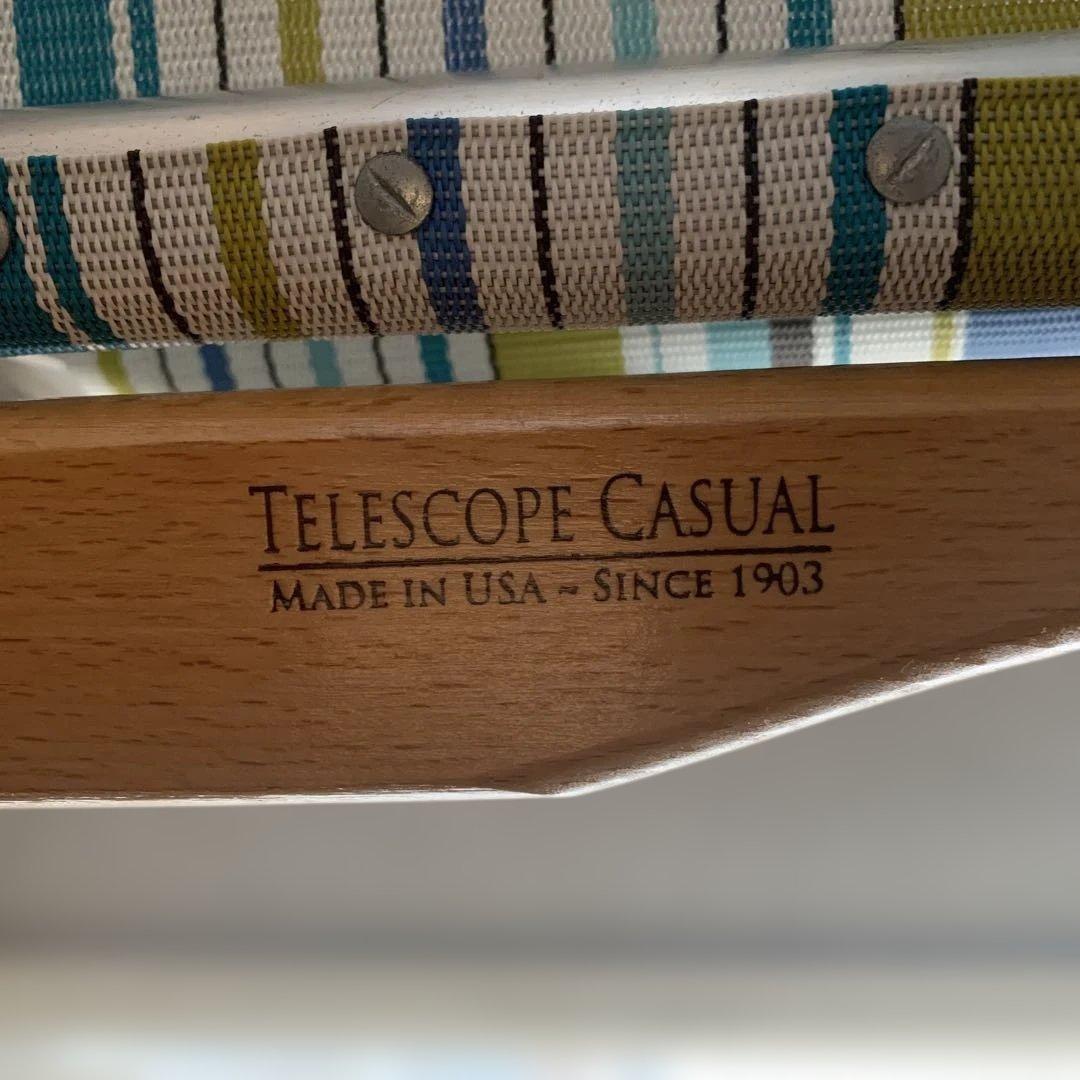 TELESCOPE CASUAL
MADE IN USA ~ SINCE 1903